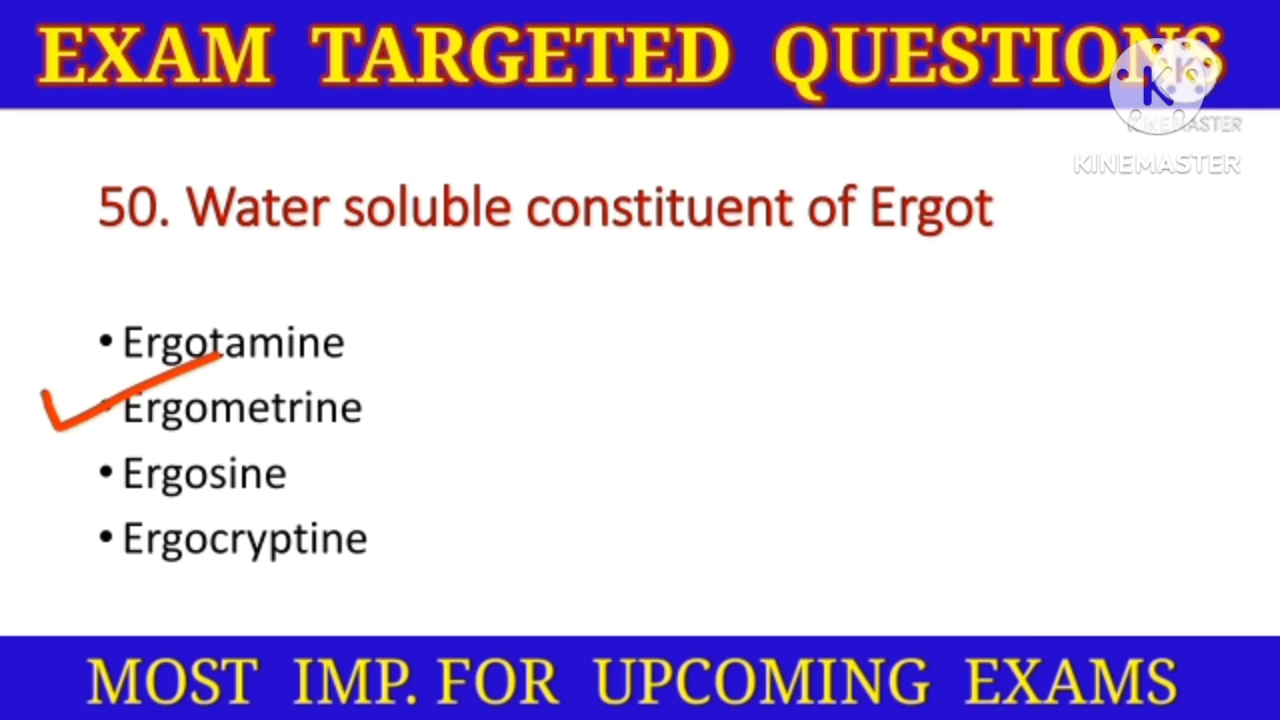 EXAM TARGETED QUESTIONS
KINEMASTER
KINEMASTER
50. Water soluble constituent of Ergot
• Ergotamine
• Ergometrine
• Ergosine
• Ergocryptine
MOST IMP. FOR UPCOMING EXAMS